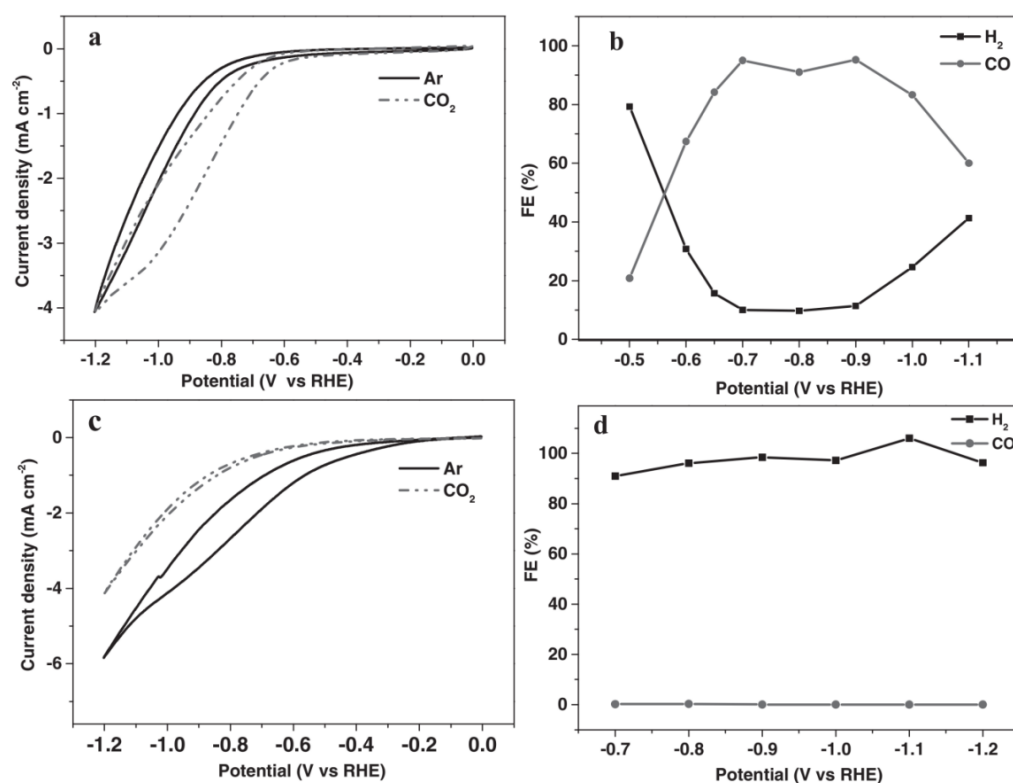 a
Ar
CO₂
Current density (mA cm⁻²)
0
-1
-2
-3
-4
-1.2 -1.0 -0.8 -0.6 -0.4 -0.2 0.0
Potential (V vs RHE)
b
H₂
CO
FE (%)
100
80
60
40
20
0
-0.5 -0.6 -0.7 -0.8 -0.9 -1.0 -1.1
Potential (V vs RHE)
c
Ar
CO₂
Current density (mA cm⁻²)
0
-2
-4
-6
-1.2 -1.0 -0.8 -0.6 -0.4 -0.2 0.0
Potential (V vs RHE)
d
H₂
CO
FE (%)
100
80
60
40
20
0
-0.7 -0.8 -0.9 -1.0 -1.1 -1.2
Potential (V vs RHE)